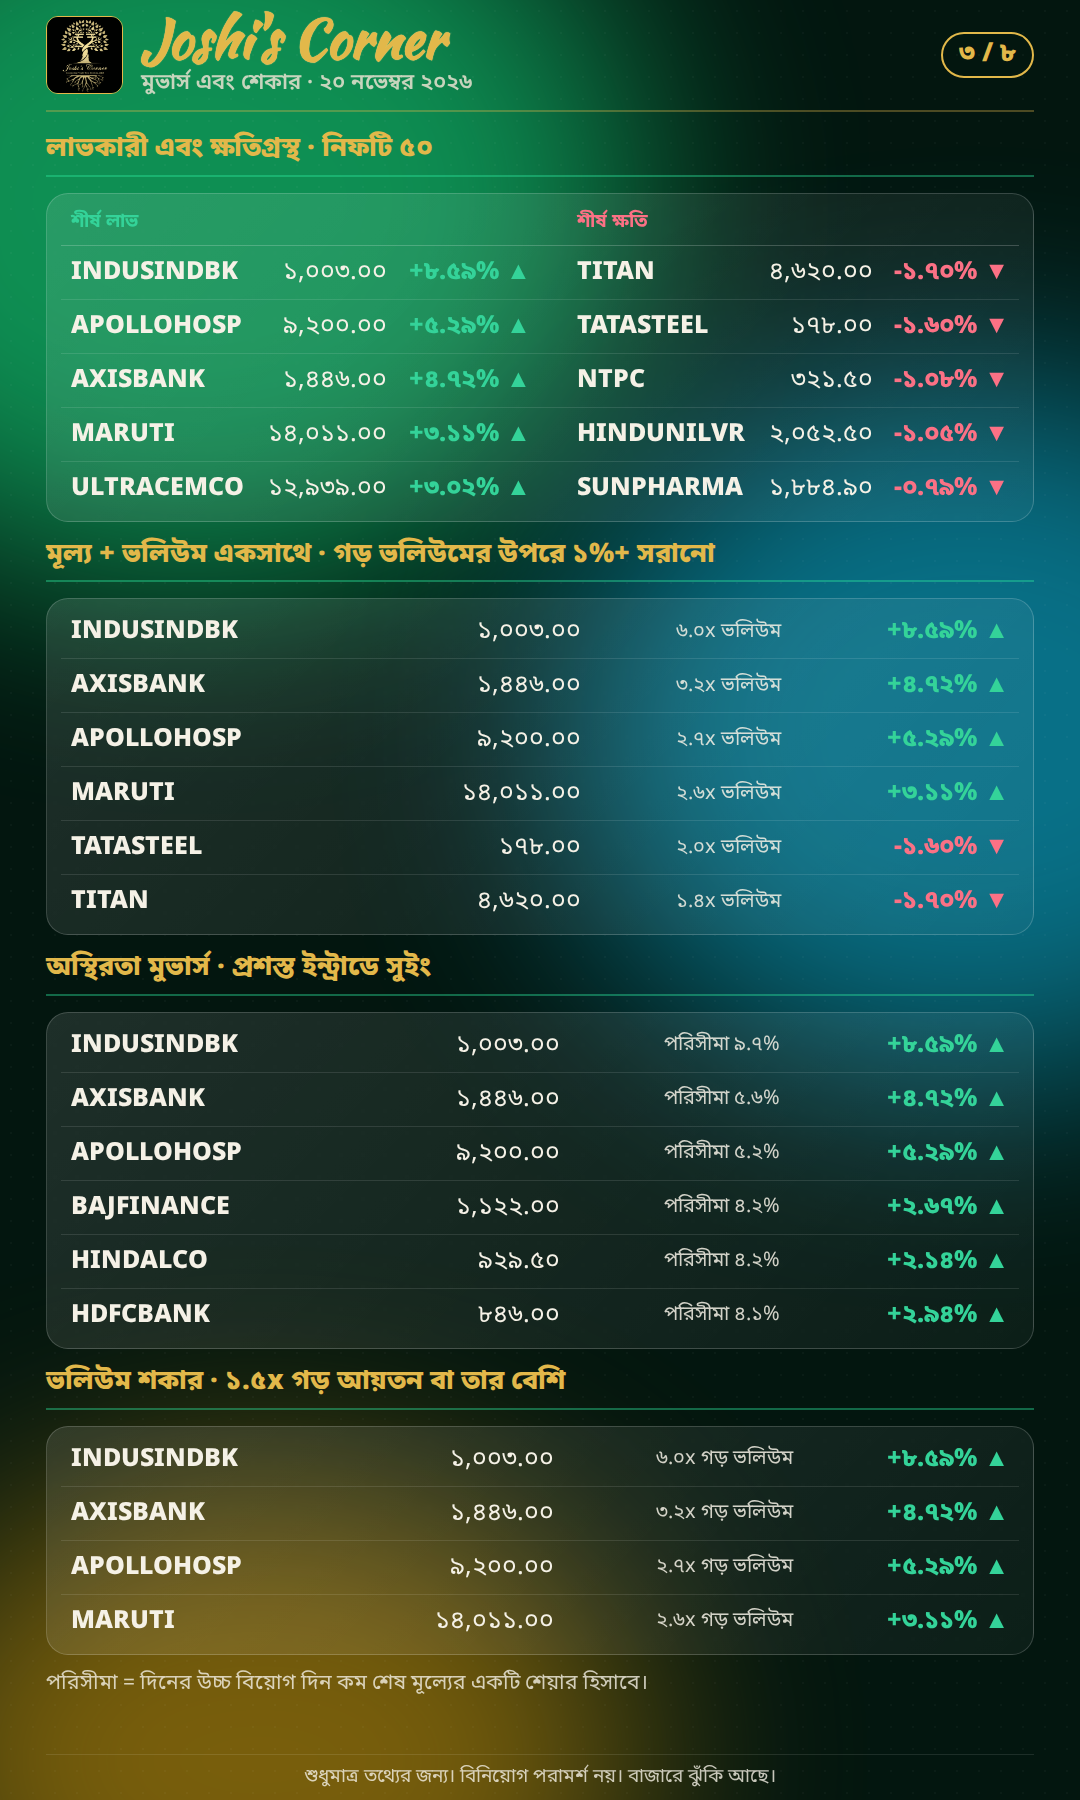 Joshi's Corner
মুভার্স এবং শেকার · ২০ নভেম্বর ২০২৬
৩ / ৮
লাভকারী এবং ক্ষতিগ্রস্থ · নিফটি ৫০
শীর্ষ লাভ শীর্ষ ক্ষতি
INDUSINDBK ১,০০৩.০০ +৮.৫৯% ▲ TITAN ৪,৬২০.০০ -১.৭০% ▼
APOLLOHOSP ৯,২০০.০০ +৫.২৯% ▲ TATASTEEL ১৭৮.০০ -১.৬০% ▼
AXISBANK ১,৪৪৬.০০ +৪.৭২% ▲ NTPC ৩২১.৫০ -১.০৮% ▼
MARUTI ১৪,০১১.০০ +৩.১১% ▲ HINDUNILVR ২,০৫২.৫০ -১.০৫% ▼
ULTRACEMCO ১২,৯৩৯.০০ +৩.০২% ▲ SUNPHARMA ১,৮৮৪.৯০ -০.৭৯% ▼
মূল্য + ভলিউম একসাথে · গড় ভলিউমের উপরে ১%+ সরানো
INDUSINDBK ১,০০৩.০০ ৬.০x ভলিউম +৮.৫৯% ▲
AXISBANK ১,৪৪৬.০০ ৩.২x ভলিউম +৪.৭২% ▲
APOLLOHOSP ৯,২০০.০০ ২.৭x ভলিউম +৫.২৯% ▲
MARUTI ১৪,০১১.০০ ২.৬x ভলিউম +৩.১১% ▲
TATASTEEL ১৭৮.০০ ২.০x ভলিউম -১.৬০% ▼
TITAN ৪,৬২০.০০ ১.৪x ভলিউম -১.৭০% ▼
অস্থিরতা মুভার্স · প্রশস্ত ইন্ট্রাডে সুইং
INDUSINDBK ১,০০৩.০০ পরিসীমা ৯.৭% +৮.৫৯% ▲
AXISBANK ১,৪৪৬.০০ পরিসীমা ৫.৬% +৪.৭২% ▲
APOLLOHOSP ৯,২০০.০০ পরিসীমা ৫.২% +৫.২৯% ▲
BAJFINANCE ১,১২২.০০ পরিসীমা ৪.২% +২.৬৭% ▲
HINDALCO ৯২৯.৫০ পরিসীমা ৪.২% +২.১৪% ▲
HDFCBANK ৮৪৬.০০ পরিসীমা ৪.১% +২.৯৪% ▲
ভলিউম শকার · ১.৫x গড় আয়তন বা তার বেশি
INDUSINDBK ১,০০৩.০০ ৬.০x গড় ভলিউম +৮.৫৯% ▲
AXISBANK ১,৪৪৬.০০ ৩.২x গড় ভলিউম +৪.৭২% ▲
APOLLOHOSP ৯,২০০.০০ ২.৭x গড় ভলিউম +৫.২৯% ▲
MARUTI ১৪,০১১.০০ ২.৬x গড় ভলিউম +৩.১১% ▲
পরিসীমা = দিনের উচ্চ বিয়োগ দিন কম শেষ মূল্যের একটি শেয়ার হিসাবে।
শুধুমাত্র তথ্যের জন্য। বিনিয়োগ পরামর্শ নয়। বাজারে ঝুঁকি আছে।